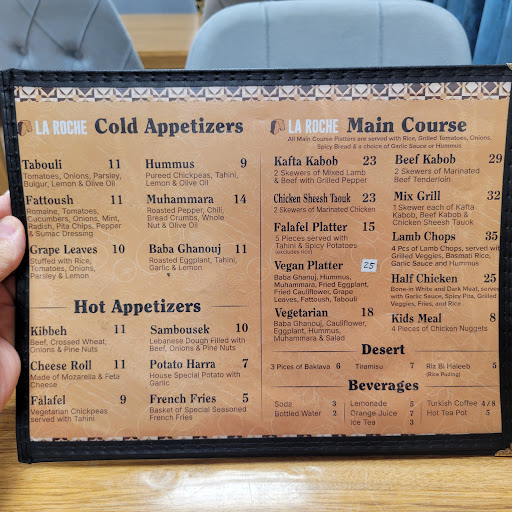 LA ROCHE Cold Appetizers
Tabouli 11
Tomatoes, Onions, Parsley,
Bulgur, Lemon & Olive Oil
Fattoush 11
Romaine, Tomatoes,
Cucumbers, Onions, Mint,
Radish, Pita Chips, Pepper
& Sumac Dressing
Grape Leaves 10
Stuffed with Rice,
Tomatoes, Onions,
Parsley & Lemon
Hummus 9
Pureed Chickpeas, Tahini,
Lemon & Olive Oil
Muhammara 14
Roasted Pepper, Chili,
Bread Crumbs, Whole
Nut & Olive Oil
Baba Ghanouj 11
Roasted Eggplant, Tahini,
Garlic & Lemon
Hot Appetizers
Kibbeh 11
Beef, Crossed Wheat,
Onions & Pine Nuts
Cheese Roll 11
Made of Mozarella & Feta
Cheese
Falafel 9
Vegetarian Chickpeas
served with Tahini
Sambousek 10
Lebanese Dough Filled with
Beef, Onions & Pine Nuts
Potato Harra 7
House Special Potato with
Garlic
French Fries 5
Basket of Special Seasoned
French Fries
LA ROCHE Main Course
All Main Course Platters are served with Rice, Grilled Tomatoes, Onions,
Spicy Bread & a choice of Garlic Sauce or Hummus
Kafta Kabob 23
2 Skewers of Mixed Lamb
& Beef with Grilled Pepper
Chicken Sheesh Taouk 23
2 Skewers of Marinated Chicken
Falafel Platter 15
5 Pieces served with
Tahini & Spicy Potatoes
(excludes rice)
Vegan Platter 25
Baba Ghanuj, Hummus,
Muhammara, Fried Eggplant,
Fried Cauliflower, Grape
Leaves, Fattoush, Tabouli
Vegetarian 18
Baba Ghanouj, Cauliflower,
Eggplant, Hummus,
Muhammara & Salad
Beef Kabob 29
2 Skewers of Marinated
Beef Tenderloin
Mix Grill 32
1 Skewer each of Kafta
Kabob, Beef Kabob &
Chicken Sheesh Taouk
Lamb Chops 35
4 Pcs of Lamb Chops, served with
Grilled Veggies, Basmati Rice,
Garlic Sauce and Hummus
Half Chicken 25
Bone-in White and Dark Meat, served
with Garlic Sauce, Spicy Pita, Grilled
Veggies, Fries, and Rice
Kids Meal 8
4 Pieces of Chicken Nuggets
Desert
3 Pices of Baklava 6
Tiramisu 7
Riz Bi Haleeb 5
(Rice Pudding)
Beverages
Soda 3
Bottled Water 2
Lemonade 5
Orange Juice 7
Ice Tea 3
Turkish Coffee 4/8
Hot Tea Pot 5